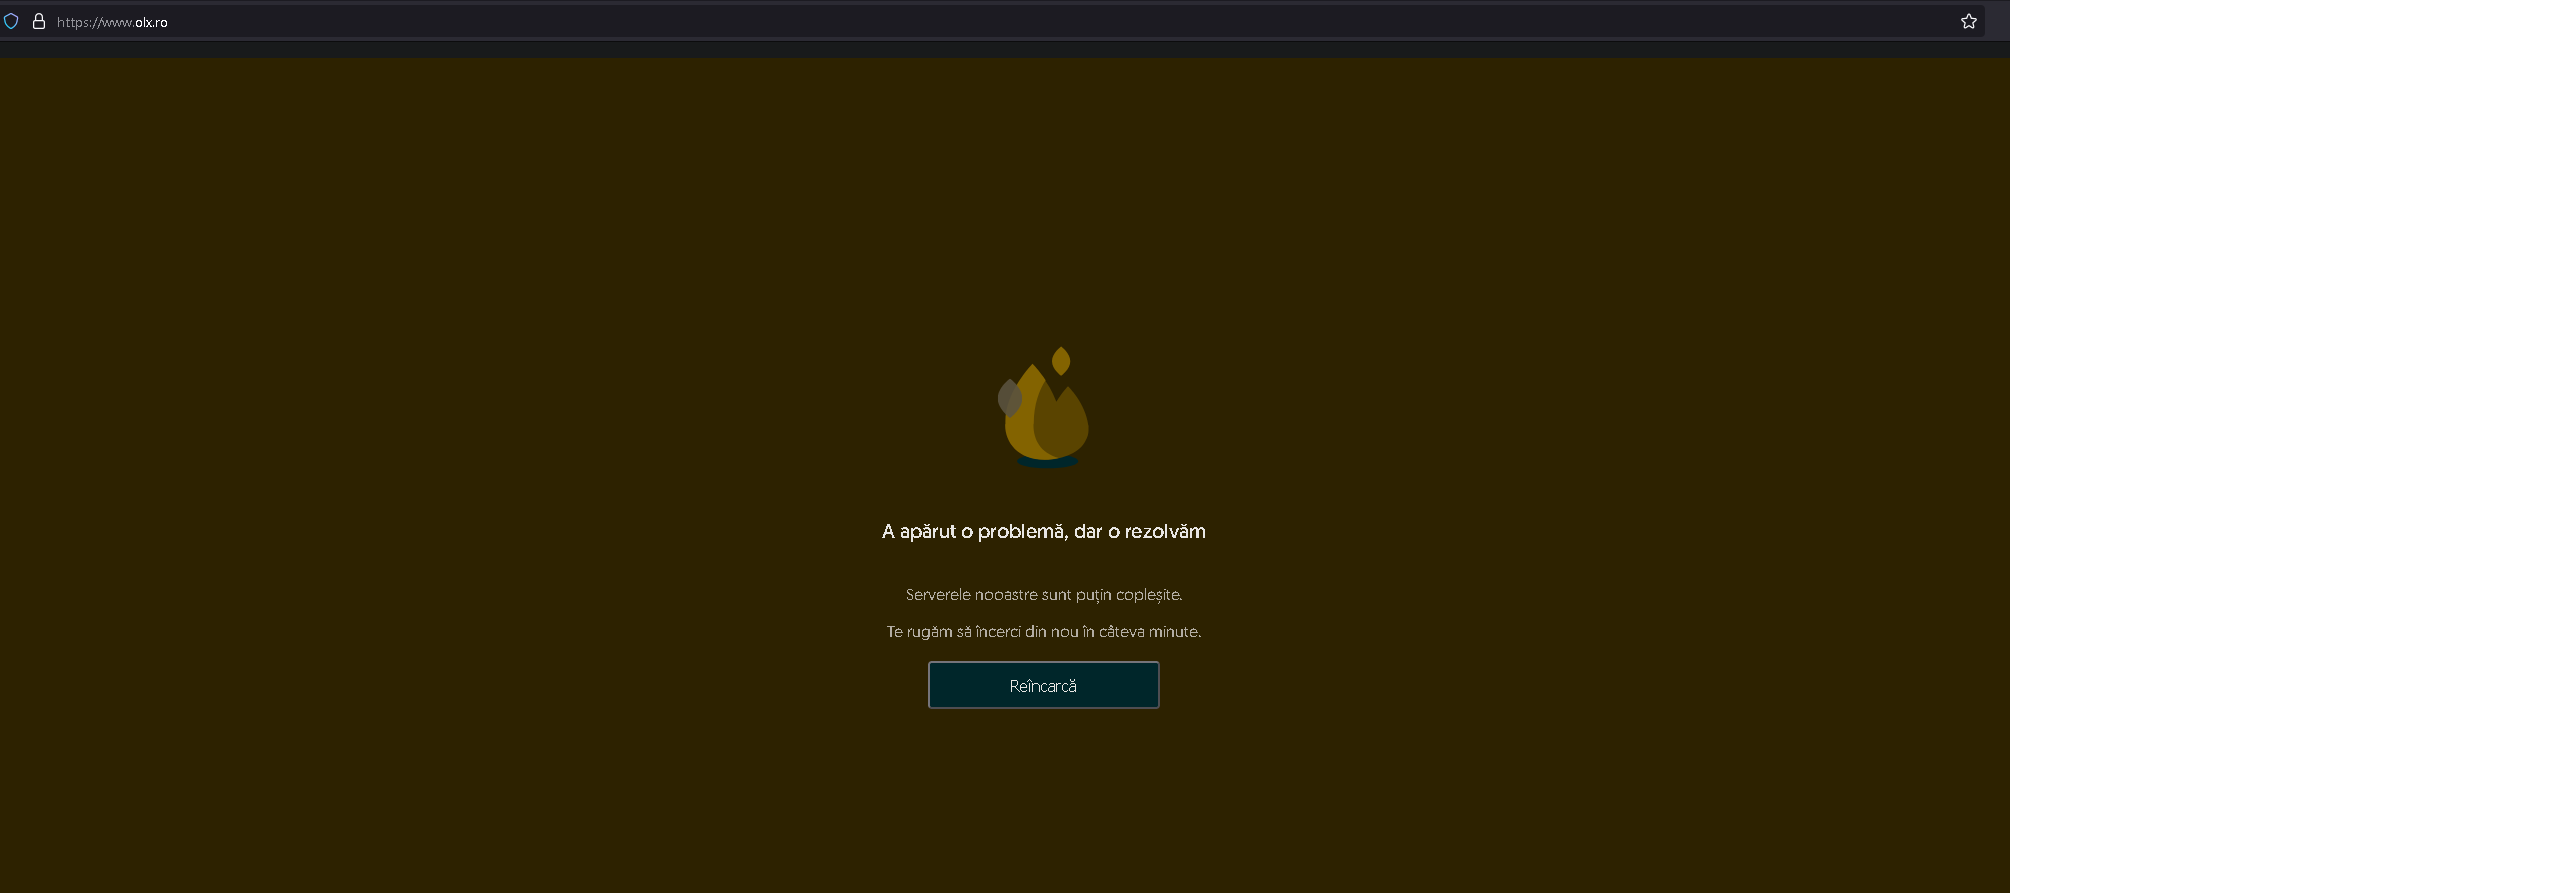 https://www.olx.ro
A apărut o problemă, dar o rezolvăm
Serverele nooastre sunt puțin copleșite.
Te rugăm să încerci din nou în câteva minute.
Reîncarcă